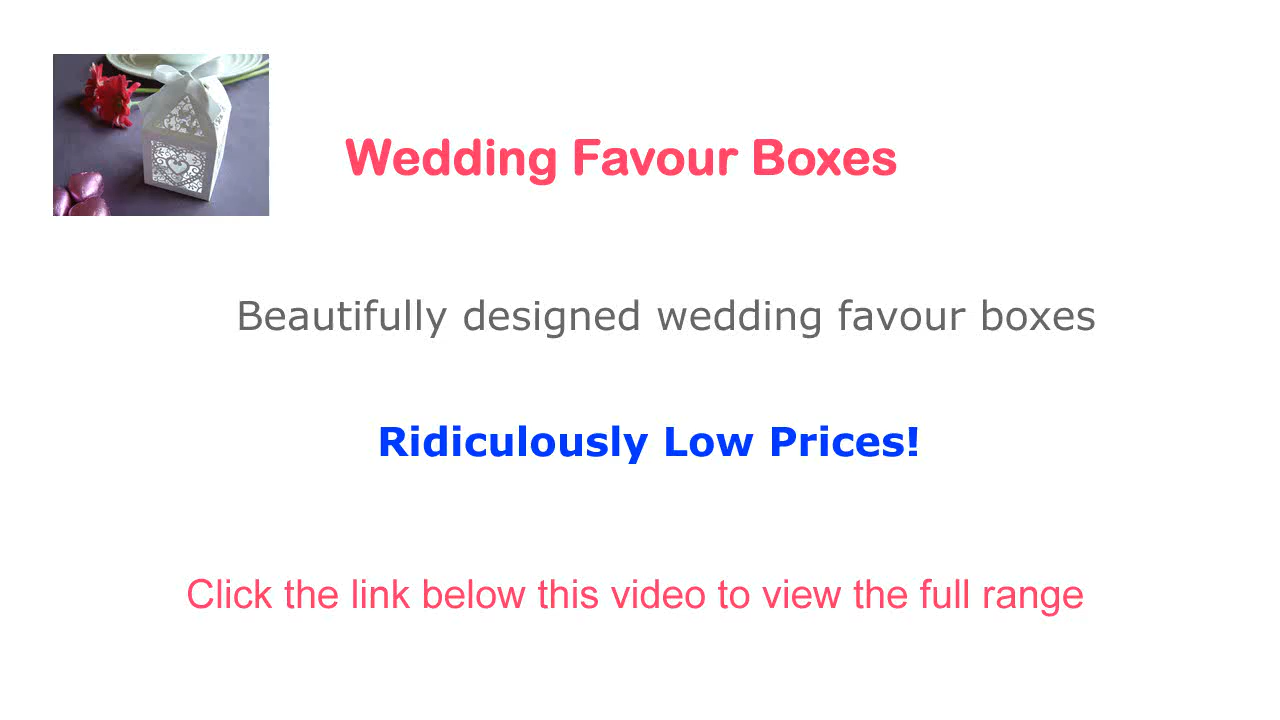 Wedding Favour Boxes
Beautifully designed wedding favour boxes
Ridiculously Low Prices!
Click the link below this video to view the full range